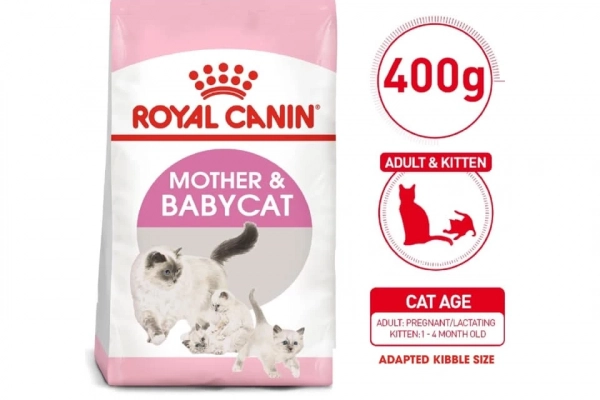 ROYAL CANIN®
MOTHER &
BABYCAT
400g
ADULT & KITTEN
CAT AGE
ADULT: PREGNANT/LACTATING
KITTEN: 1 - 4 MONTH OLD
ADAPTED KIBBLE SIZE